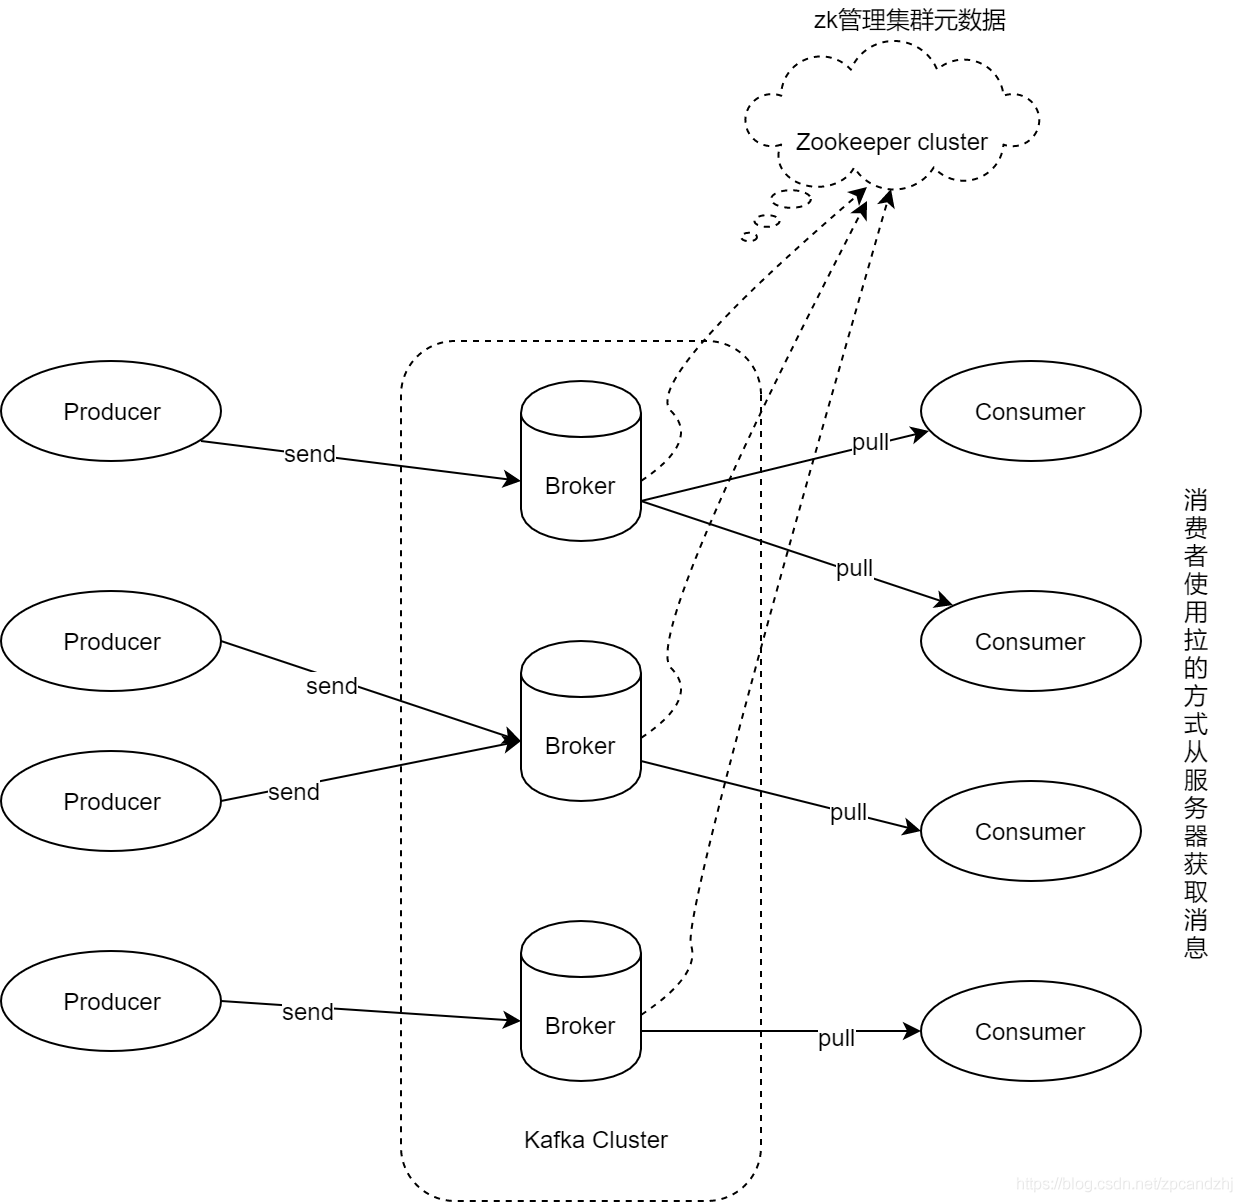 zk管理集群元数据
Zookeeper cluster
Producer
send
Broker
pull
Consumer
pull
Producer
send
Broker
Consumer
Producer
send
pull
Consumer
Producer
send
Broker
pull
Consumer
Kafka Cluster
消费者使用拉的方式从服务器获取消息
https://blog.csdn.net/zpcandzhj